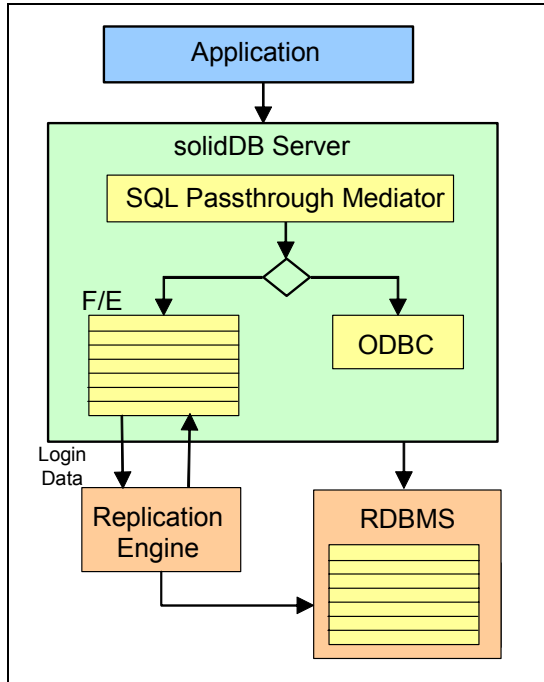 Application
solidDB Server
SQL Passthrough Mediator
F/E
ODBC
Login
Data
Replication
Engine
RDBMS